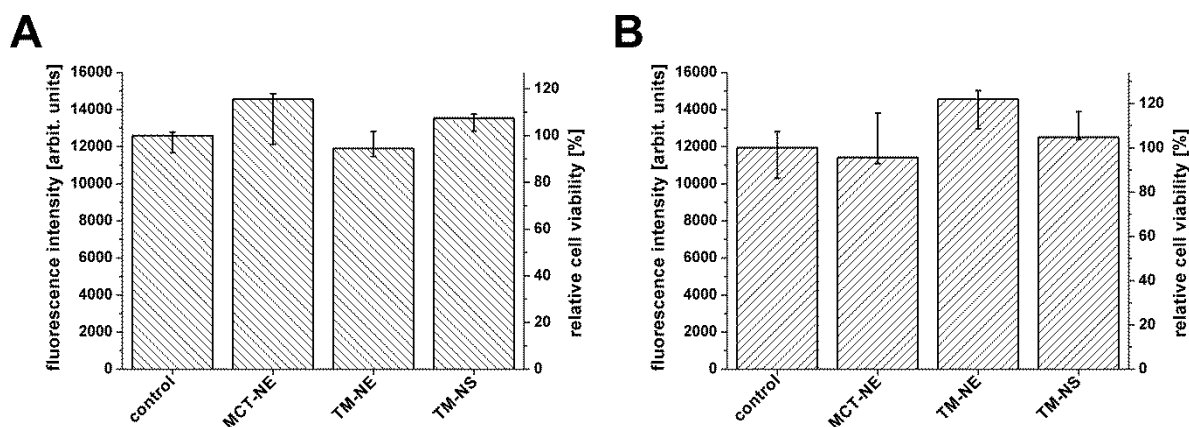 A
fluorescence intensity [arbit. units]
16000
14000
12000
10000
8000
6000
4000
2000
0
120
100
80
60
40
20
0
relative cell viability [%]
control
MCT-NE
TM-NE
TM-NS
B
fluorescence intensity [arbit. units]
16000
14000
12000
10000
8000
6000
4000
2000
0
120
100
80
60
40
20
0
relative cell viability [%]
control
MCT-NE
TM-NE
TM-NS